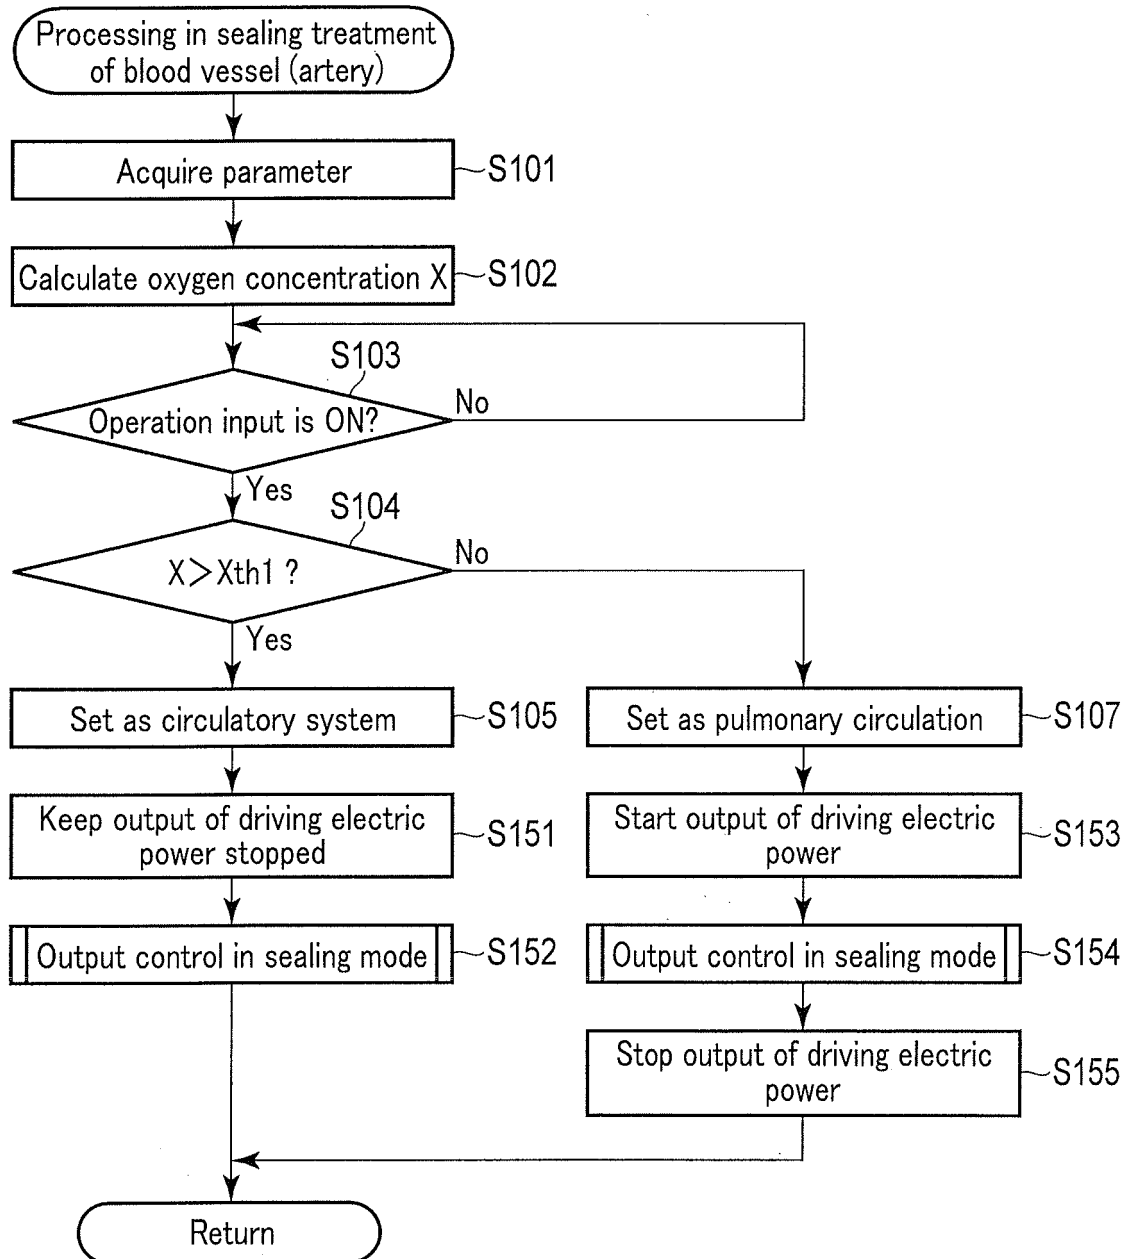 Processing in sealing treatment
of blood vessel (artery)
Acquire parameter
S101
Calculate oxygen concentration X
S102
S103
Operation input is ON?
No
Yes
S104
X>Xth1 ?
No
Yes
Set as circulatory system
S105
Set as pulmonary circulation
S107
Keep output of driving electric
power stopped
S151
Start output of driving electric
power
S153
Output control in sealing mode
S152
Output control in sealing mode
S154
Stop output of driving electric
power
S155
Return